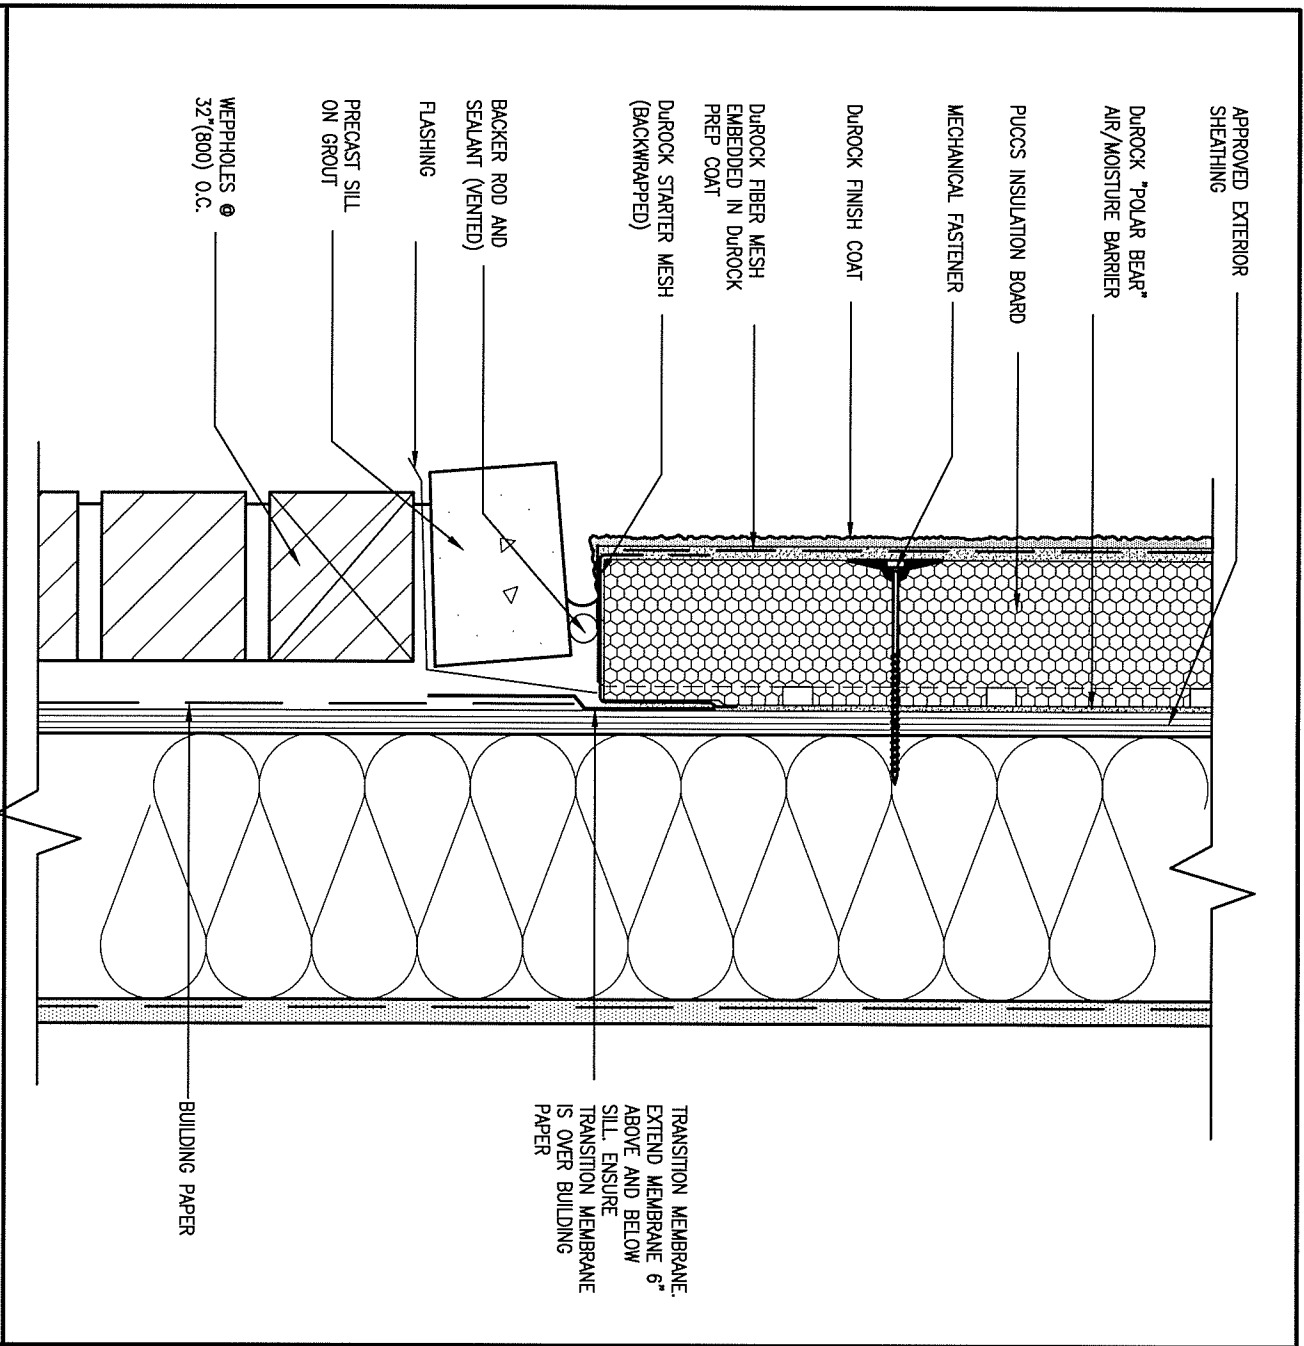 APPROVED EXTERIOR
SHEATHING
DuROCK "POLAR BEAR"
AIR/MOISTURE BARRIER
PUCCS INSULATION BOARD
MECHANICAL FASTENER
DuROCK FINISH COAT
DuROCK FIBER MESH
EMBEDDED IN DuROCK
PREP COAT
DuROCK STARTER MESH
(BACKWRAPPED)
BACKER ROD AND
SEALANT (VENTED)
FLASHING
PRECAST SILL
ON GROUT
WEPPHOLES @
32"(800) O.C.
TRANSITION MEMBRANE.
EXTEND MEMBRANE 6"
ABOVE AND BELOW
SILL. ENSURE
TRANSITION MEMBRANE
IS OVER BUILDING
PAPER
BUILDING PAPER